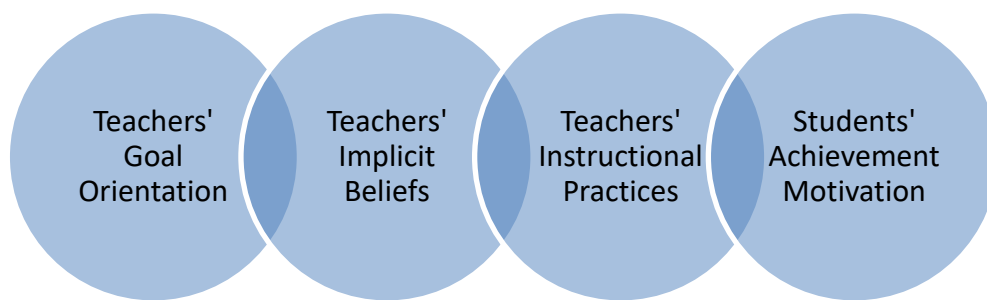 Teachers'
Goal
Orientation
Teachers'
Implicit
Beliefs
Teachers'
Instructional
Practices
Students'
Achievement
Motivation